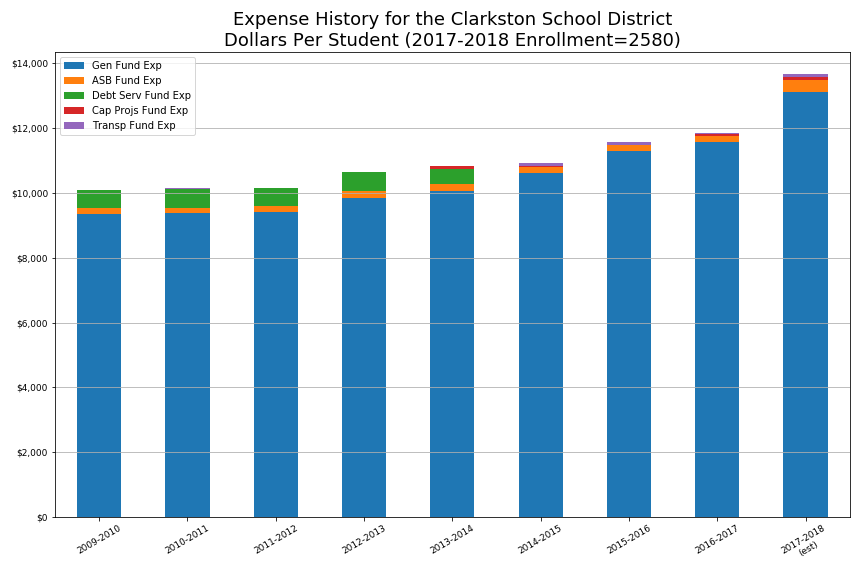 Expense History for the Clarkston School District
Dollars Per Student (2017-2018 Enrollment=2580)
$14,000
$12,000
$10,000
$8,000
$6,000
$4,000
$2,000
$0
Gen Fund Exp
ASB Fund Exp
Debt Serv Fund Exp
Cap Projs Fund Exp
Transp Fund Exp
2009-2010
2010-2011
2011-2012
2012-2013
2013-2014
2014-2015
2015-2016
2016-2017
2017-2018
(est)